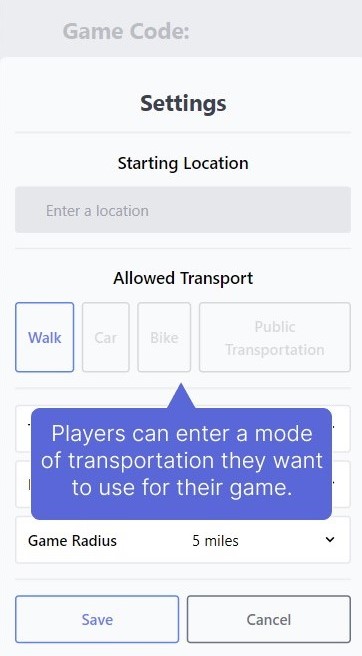 Game Code:
Settings
Starting Location
Enter a location
Allowed Transport
Walk
Car
Bike
Public
Transportation
Players can enter a mode
of transportation they want
to use for their game.
Game Radius
5 miles
Save
Cancel